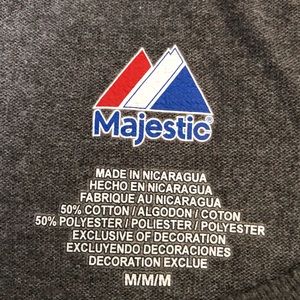 Majestic®
MADE IN NICARAGUA
HECHO EN NICARAGUA
FABRIQUE AU NICARAGUA
50% COTTON / ALGODON / COTON
50% POLYESTER / POLIESTER / POLYESTER
EXCLUSIVE OF DECORATION
EXCLUYENDO DECORACIONES
DECORATION EXCLUE
M/M/M